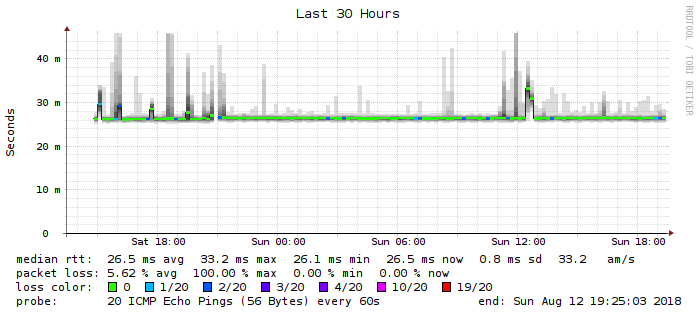 Last 30 Hours
RRDTOOL / TOBI OETIKER
Seconds
40 m
30 m
20 m
10 m
0
Sat 18:00 Sun 00:00 Sun 06:00 Sun 12:00 Sun 18:00
median rtt: 26.5 ms avg 33.2 ms max 26.1 ms min 26.5 ms now 0.8 ms sd 33.2 am/s
packet loss: 5.62 % avg 100.00 % max 0.00 % min 0.00 % now
loss color: 0 1/20 2/20 3/20 4/20 10/20 19/20
probe: 20 ICMP Echo Pings (56 Bytes) every 60s end: Sun Aug 12 19:25:03 2018